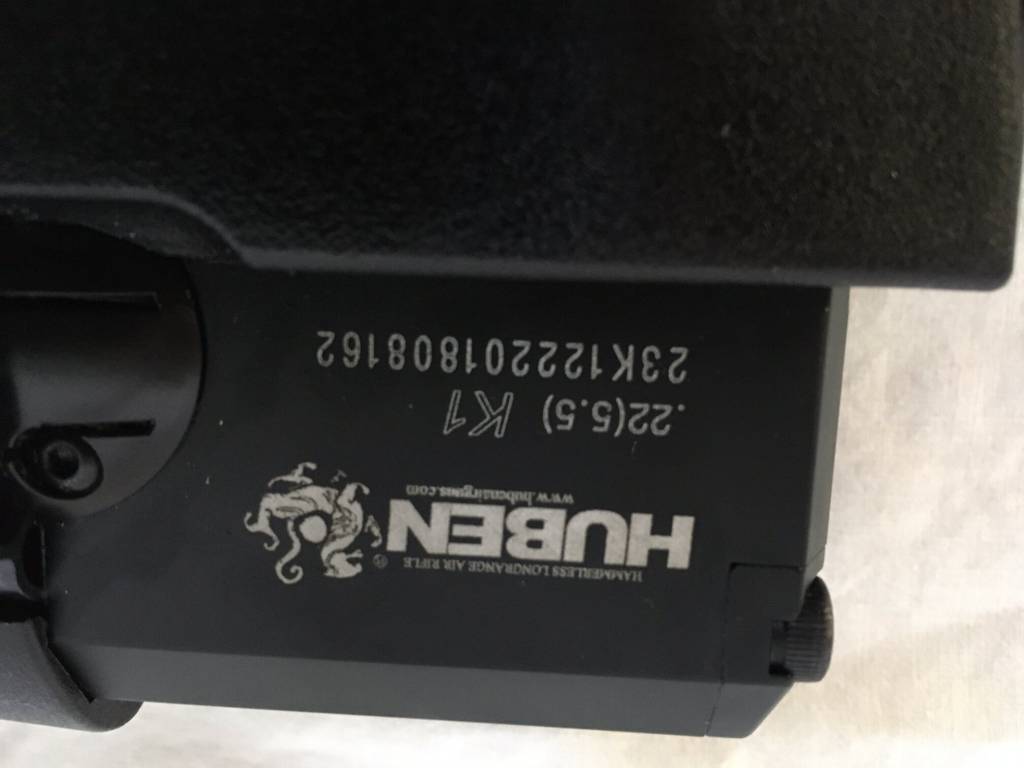 HAMMERLESS LONGRANGE AIR RIFLE
HUBEN®
www.hubenairguns.com
.22(5.5) K1
23K122201808162